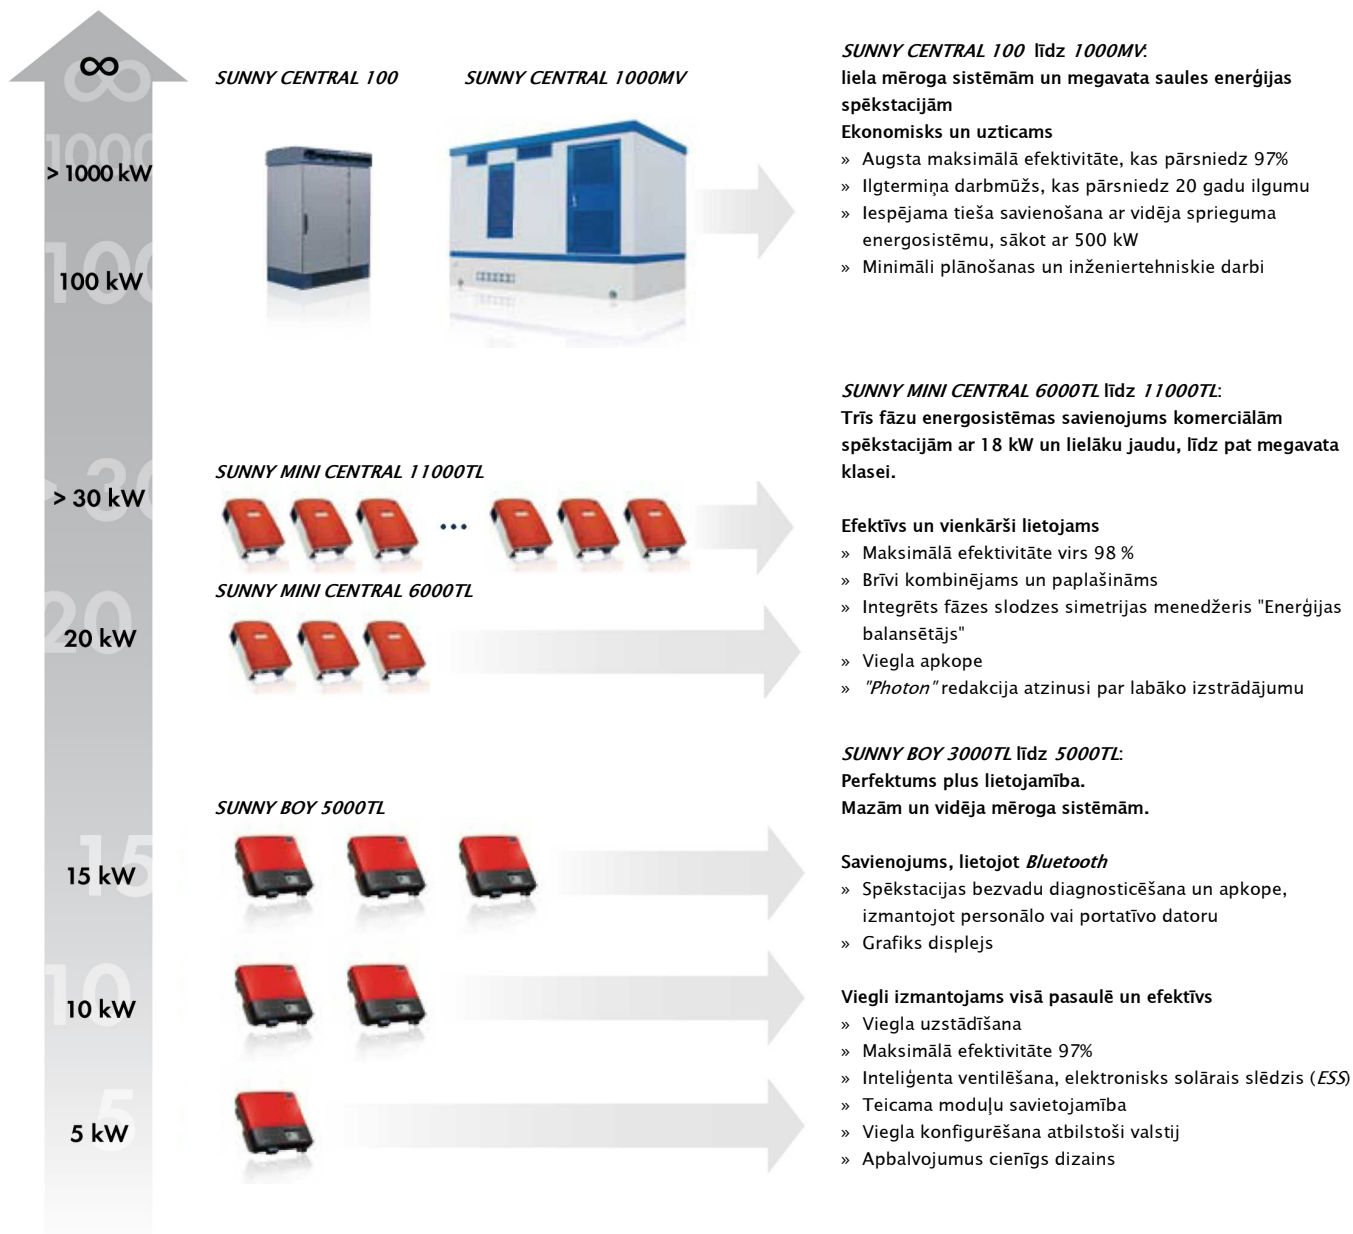 ∞
> 1000 kW
100 kW
> 30 kW
20 kW
15 kW
10 kW
5 kW
∞
1000
100
> 30
20
15
10
5
SUNNY CENTRAL 100
SUNNY CENTRAL 1000MV
SUNNY CENTRAL 100 līdz 1000MV:
liela mēroga sistēmām un megavata saules enerģijas
spēkstacijām
Ekonomisks un uzticams
» Augsta maksimālā efektivitāte, kas pārsniedz 97%
» Ilgtermiņa darbmūžs, kas pārsniedz 20 gadu ilgumu
» Iespējama tieša savienošana ar vidēja sprieguma
energosistēmu, sākot ar 500 kW
» Minimāli plānošanas un inženiertehniskie darbi
SUNNY MINI CENTRAL 11000TL
...
SUNNY MINI CENTRAL 6000TL
SUNNY MINI CENTRAL 6000TL līdz 11000TL:
Trīs fāzu energosistēmas savienojums komerciālām
spēkstacijām ar 18 kW un lielāku jaudu, līdz pat megavata
klasei.
Efektīvs un vienkārši lietojams
» Maksimālā efektivitāte virs 98 %
» Brīvi kombinējams un paplašināms
» Integrēts fāzes slodzes simetrijas menedžeris "Enerģijas
balansētājs"
» Viegla apkope
» "Photon" redakcija atzinusi par labāko izstrādājumu
SUNNY BOY 5000TL
SUNNY BOY 3000TL līdz 5000TL:
Perfektums plus lietojamība.
Mazām un vidēja mēroga sistēmām.
Savienojums, lietojot Bluetooth
» Spēkstacijas bezvadu diagnosticēšana un apkope,
izmantojot personālo vai portatīvo datoru
» Grafiks displejs
Viegli izmantojams visā pasaulē un efektīvs
» Viegla uzstādīšana
» Maksimālā efektivitāte 97%
» Inteliģenta ventilēšana, elektronisks solārais slēdzis (ESS)
» Teicama moduļu savietojamība
» Viegla konfigurēšana atbilstoši valstij
» Apbalvojumus cienīgs dizains